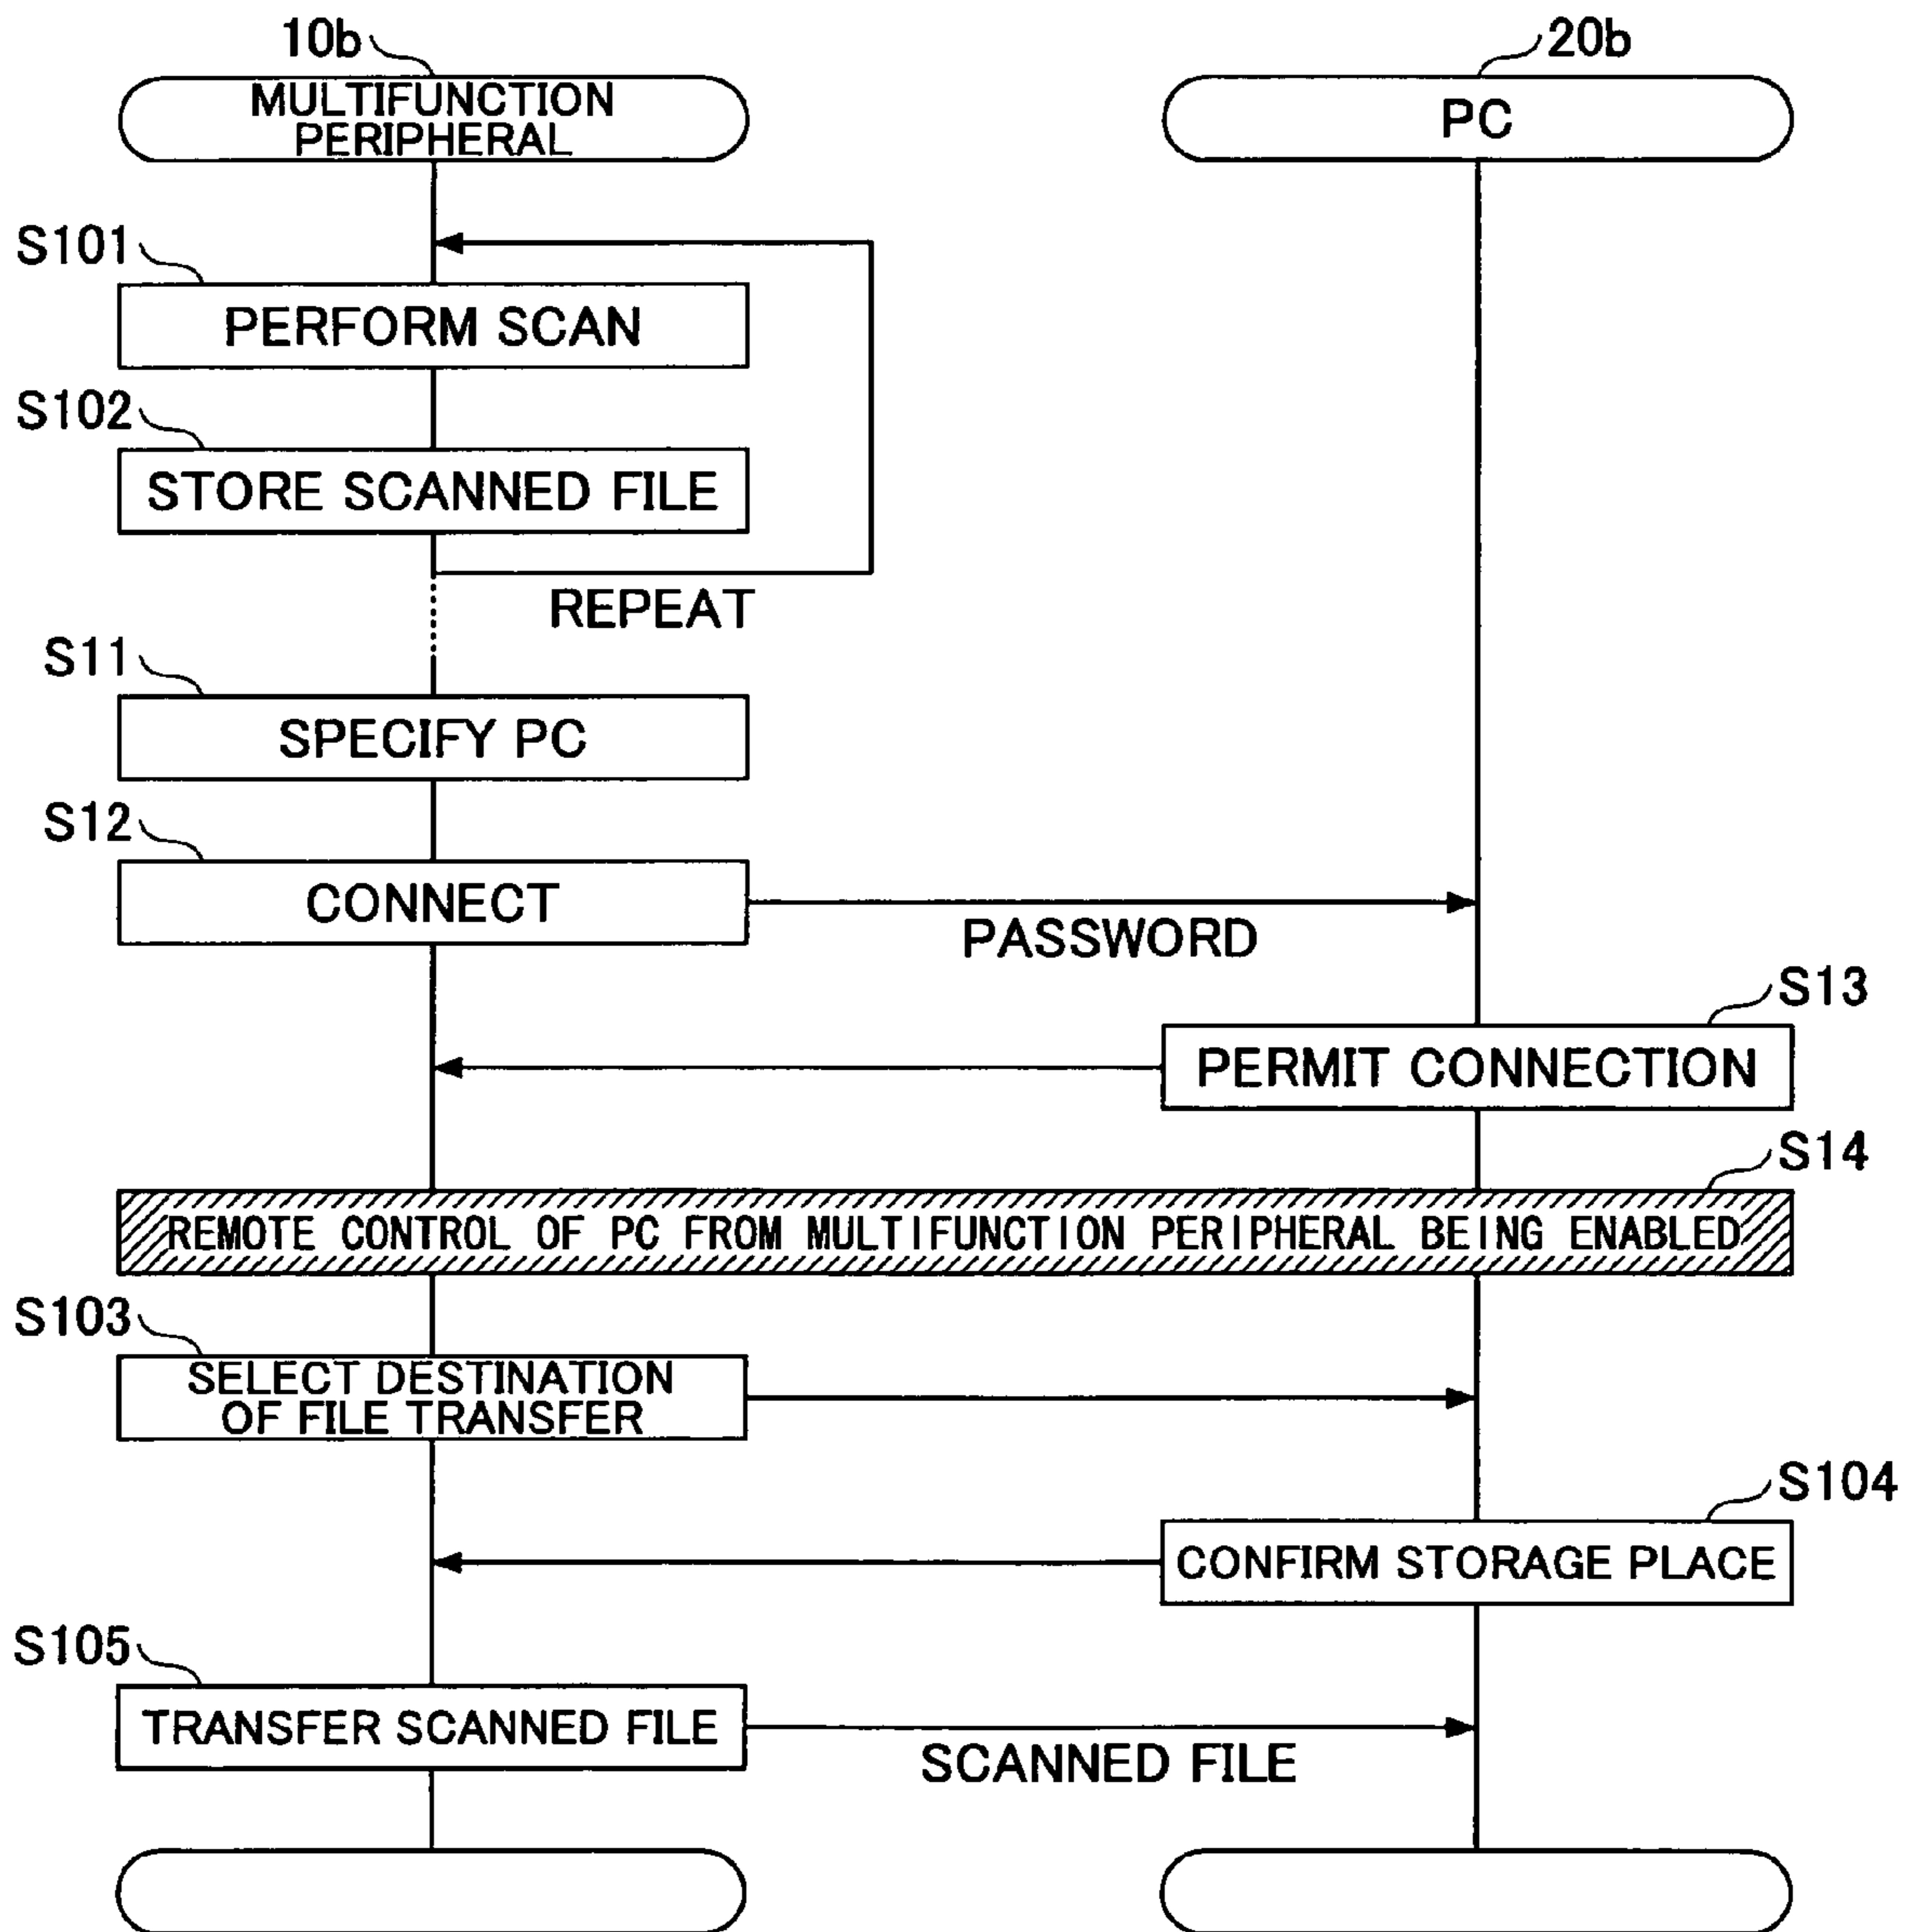 10b
20b
MULTIFUNCTION
PERIPHERAL
PC
S101
PERFORM SCAN
S102
STORE SCANNED FILE
REPEAT
S11
SPECIFY PC
S12
CONNECT
PASSWORD
S13
PERMIT CONNECTION
S14
REMOTE CONTROL OF PC FROM MULTIFUNCTION PERIPHERAL BEING ENABLED
S103
SELECT DESTINATION
OF FILE TRANSFER
S104
CONFIRM STORAGE PLACE
S105
TRANSFER SCANNED FILE
SCANNED FILE